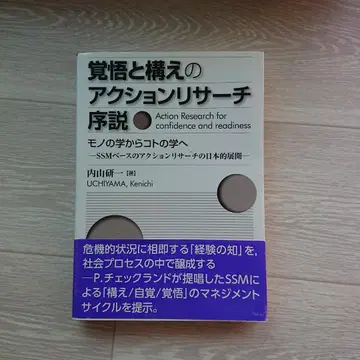 覚悟と構えの
アクションリサーチ
序説
Action Research for
confidence and readiness
モノの学からコトの学へ
—SSMベースのアクションリサーチの日本的展開—
内山研一【著】
UCHIYAMA, Kenichi
危機的状況に相即する「経験の知」を、
社会プロセスの中で醸成する
—P.チェックランドが提唱したSSMに
よる「構え/自覚/覚悟」のマネジメント
サイクルを提示。